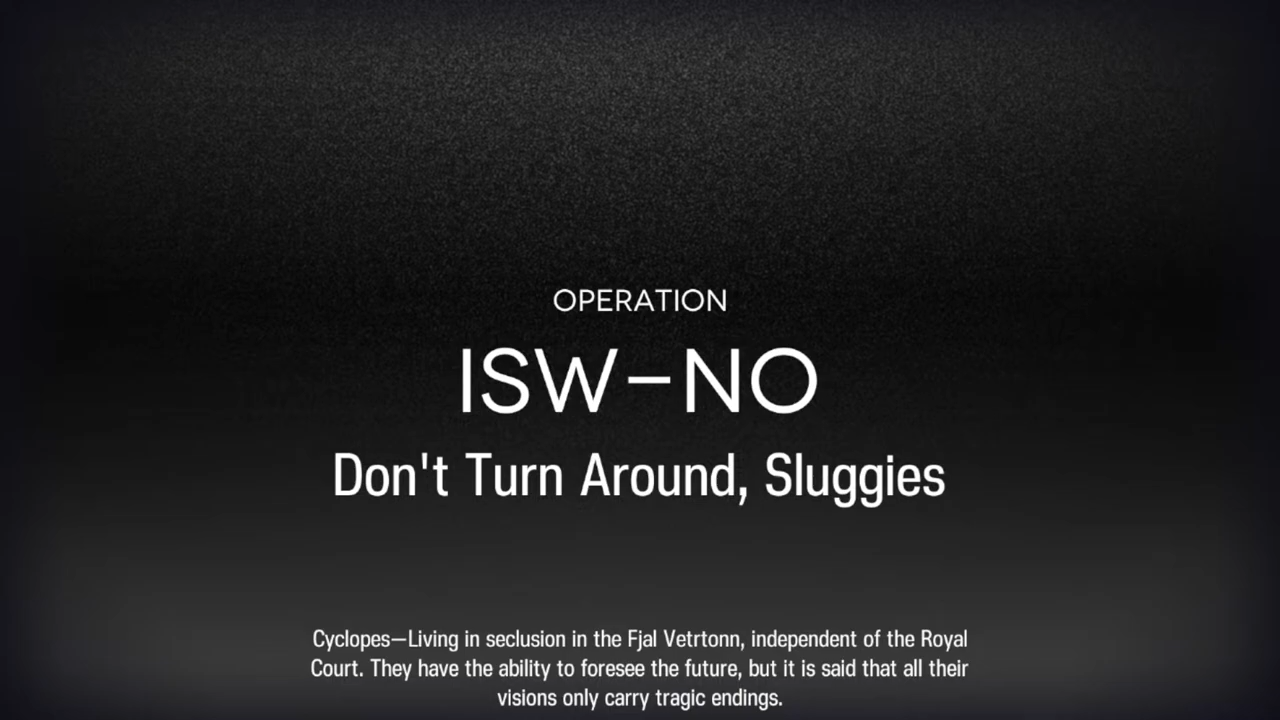 OPERATION
ISW-NO
Don't Turn Around, Sluggies
Cyclopes—Living in seclusion in the Fjal Vetrtonn, independent of the Royal
Court. They have the ability to foresee the future, but it is said that all their
visions only carry tragic endings.